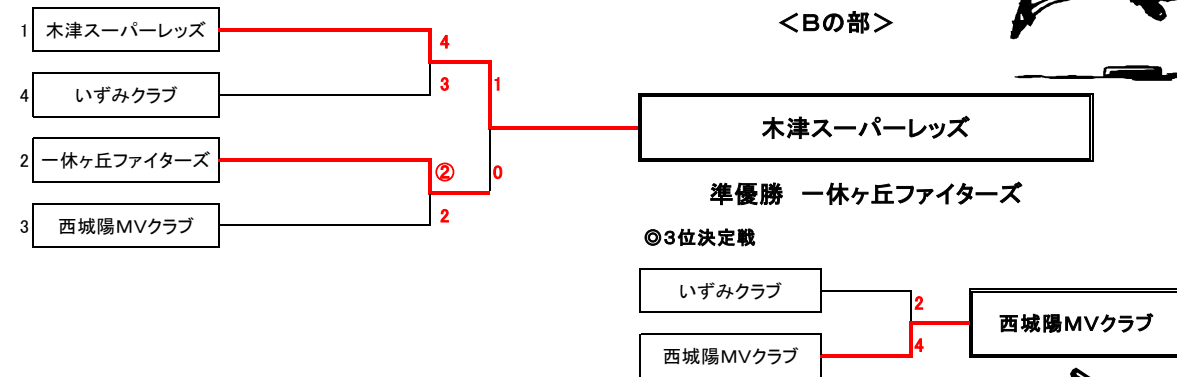 <Bの部>
1 木津スーパーレッズ
4
4 いずみクラブ
3
1
木津スーパーレッズ
2 一休ヶ丘ファイターズ
②
0
3 西城陽MVクラブ
2
準優勝 一休ヶ丘ファイターズ
◎3位決定戦
いずみクラブ
2
西城陽MVクラブ
4
西城陽MVクラブ